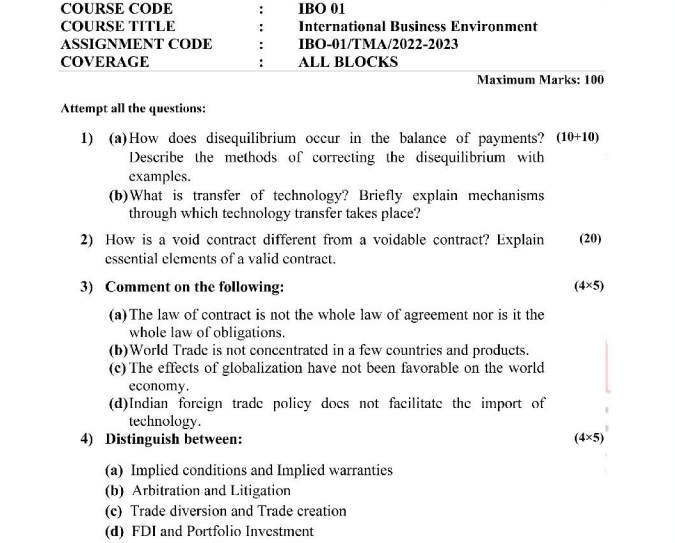 COURSE CODE : IBO 01
COURSE TITLE : International Business Environment
ASSIGNMENT CODE : IBO-01/TMA/2022-2023
COVERAGE : ALL BLOCKS
Maximum Marks: 100
Attempt all the questions:
1) (a) How does disequilibrium occur in the balance of payments? (10+10)
Describe the methods of correcting the disequilibrium with
examples.
(b) What is transfer of technology? Briefly explain mechanisms
through which technology transfer takes place?
2) How is a void contract different from a voidable contract? Explain (20)
essential elements of a valid contract.
3) Comment on the following: (4×5)
(a) The law of contract is not the whole law of agreement nor is it the
whole law of obligations.
(b) World Trade is not concentrated in a few countries and products.
(c) The effects of globalization have not been favorable on the world
economy.
(d) Indian foreign trade policy does not facilitate the import of
technology.
4) Distinguish between: (4×5)
(a) Implied conditions and Implied warranties
(b) Arbitration and Litigation
(c) Trade diversion and Trade creation
(d) FDI and Portfolio Investment